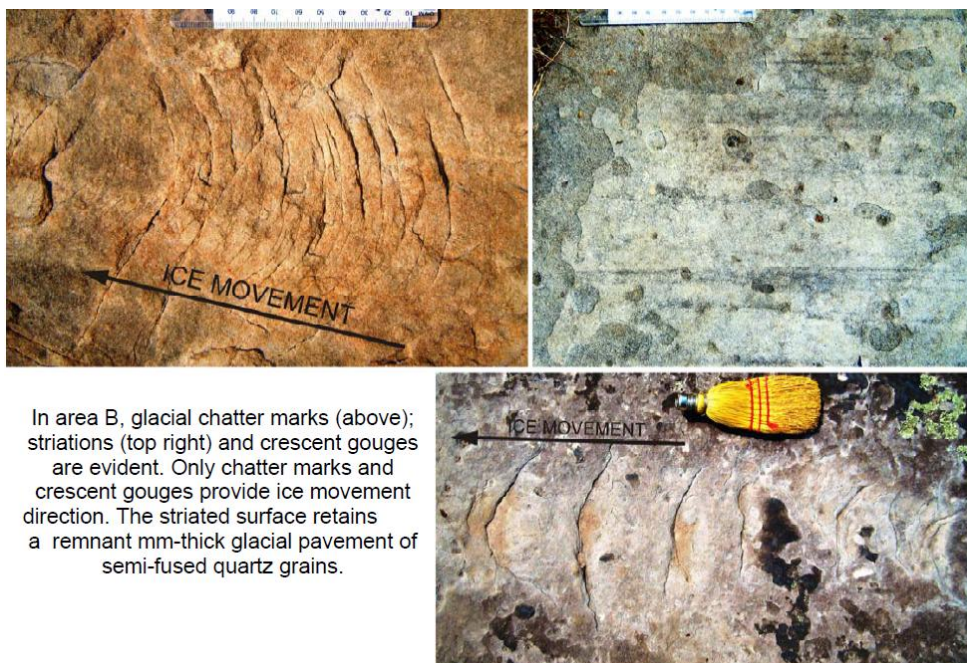 ICE MOVEMENT
ICE MOVEMENT
In area B, glacial chatter marks (above);
striations (top right) and crescent gouges
are evident. Only chatter marks and
crescent gouges provide ice movement
direction. The striated surface retains
a remnant mm-thick glacial pavement of
semi-fused quartz grains.